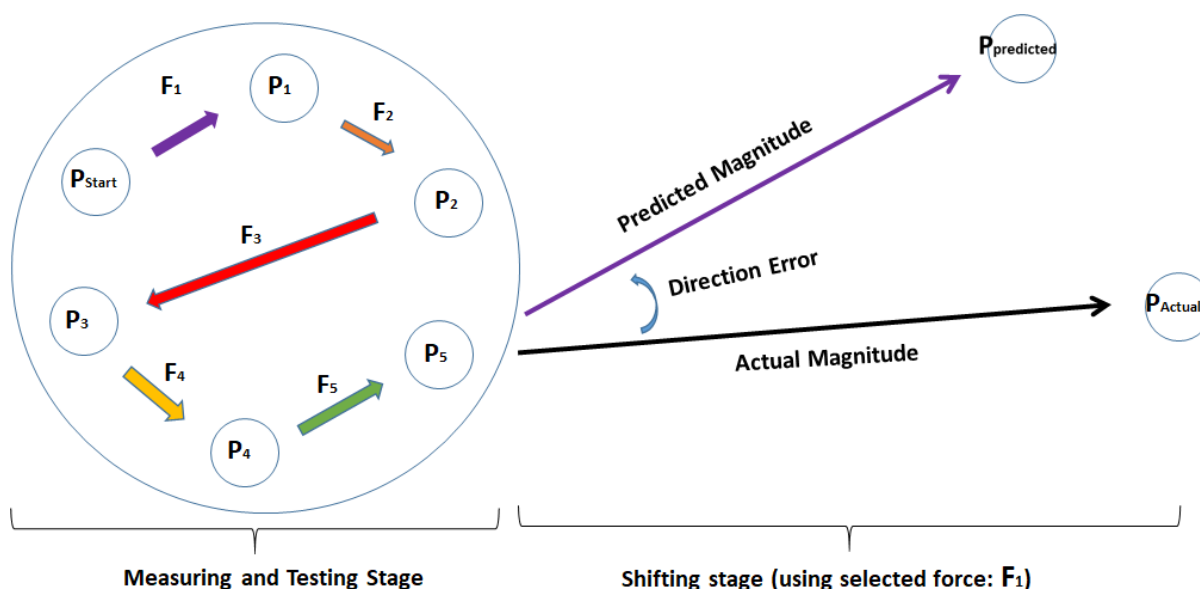 F₁
P₁
F₂
PStart
P₂
F₃
P₃
F₄
P₅
F₅
P₄
Ppredicted
Predicted Magnitude
Direction Error
PActual
Actual Magnitude
Measuring and Testing Stage
Shifting stage (using selected force: F₁)